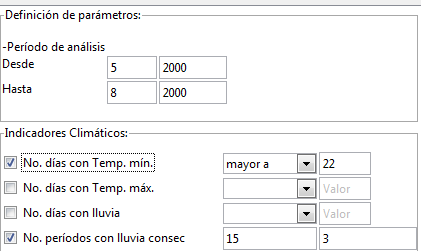 Definición de parámetros:
-Período de análisis
Desde 5 2000
Hasta 8 2000
Indicadores Climáticos:
No. días con Temp. mín. mayor a 22
No. días con Temp. máx. Valor
No. días con lluvia Valor
No. períodos con lluvia consec 15 3